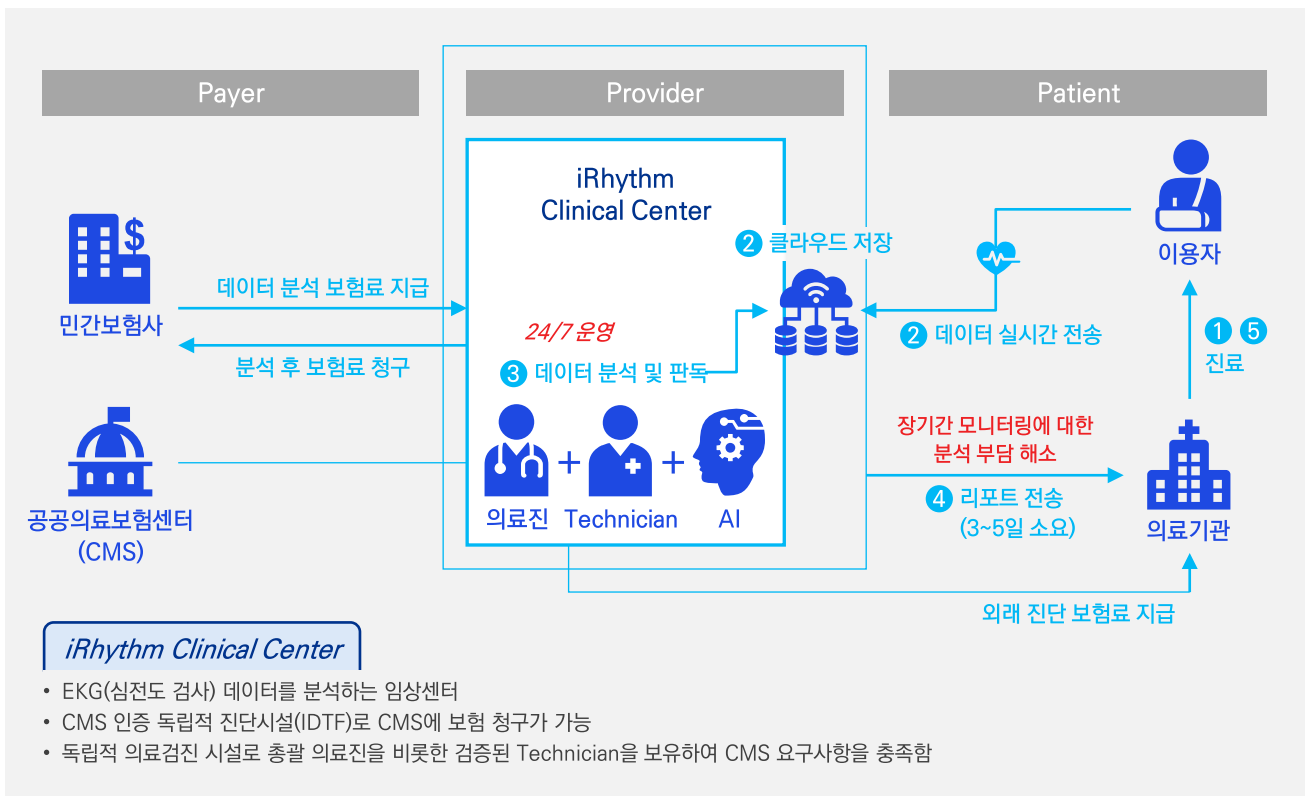 Payer
Provider
Patient
iRhythm
Clinical Center
$
민간보험사
데이터 분석 보험료 지급
분석 후 보험료 청구
공공의료보험센터
(CMS)
2 클라우드 저장
24/7 운영
3 데이터 분석 및 판독
의료진 + Technician + AI
이용자
2 데이터 실시간 전송
1 5
진료
장기간 모니터링에 대한
분석 부담 해소
4 리포트 전송
(3~5일 소요)
의료기관
외래 진단 보험료 지급
iRhythm Clinical Center
• EKG(심전도 검사) 데이터를 분석하는 임상센터
• CMS 인증 독립적 진단시설(IDTF)로 CMS에 보험 청구가 가능
• 독립적 의료검진 시설로 총괄 의료진을 비롯한 검증된 Technician을 보유하여 CMS 요구사항을 충족함